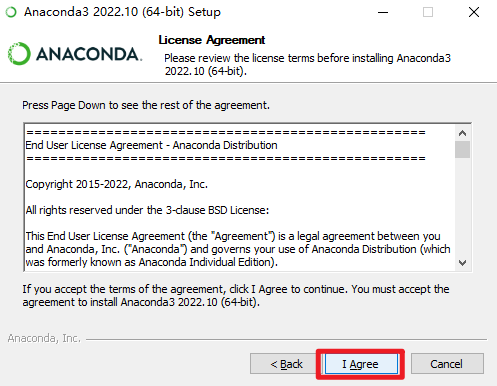 Anaconda3 2022.10 (64-bit) Setup
ANACONDA.
License Agreement
Please review the license terms before installing Anaconda3
2022.10 (64-bit).
Press Page Down to see the rest of the agreement.
====================================================
End User License Agreement - Anaconda Distribution
====================================================
Copyright 2015-2022, Anaconda, Inc.
All rights reserved under the 3-clause BSD License:
This End User License Agreement (the "Agreement") is a legal agreement between you
and Anaconda, Inc. ("Anaconda") and governs your use of Anaconda Distribution (which
was formerly known as Anaconda Individual Edition).
If you accept the terms of the agreement, click I Agree to continue. You must accept the
agreement to install Anaconda3 2022.10 (64-bit).
Anaconda, Inc.
< Back
I Agree
Cancel